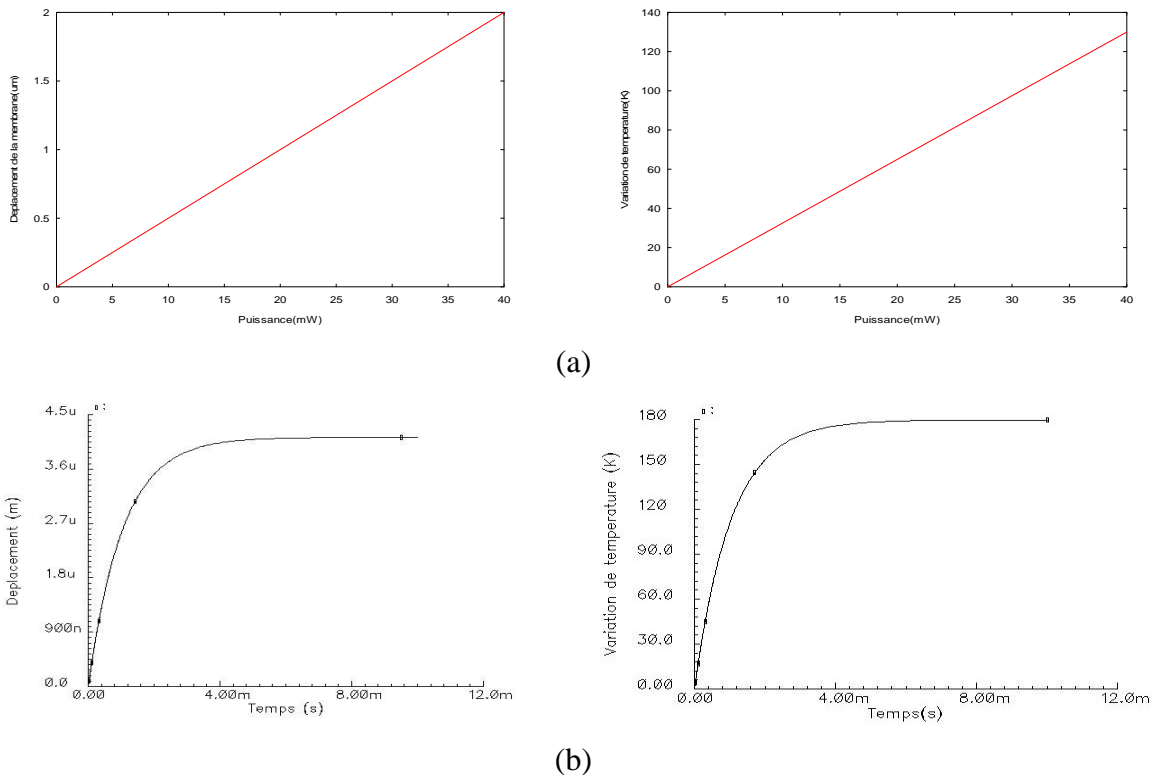 2
1.5
1
0.5
0
0 5 10 15 20 25 30 35 40
Deplacement de la membrane(um)
Puissance(mW)
140
120
100
80
60
40
20
0
0 5 10 15 20 25 30 35 40
Variation de temperature(K)
Puissance(mW)
(a)
4.5u
3.6u
2.7u
1.8u
900n
0.0
0.00 4.00m 8.00m 12.0m
Deplacement (m)
Temps (s)
180
150
120
90.0
60.0
30.0
0.00
0.00 4.00m 8.00m 12.0m
Variation de temperature (K)
Temps(s)
(b)